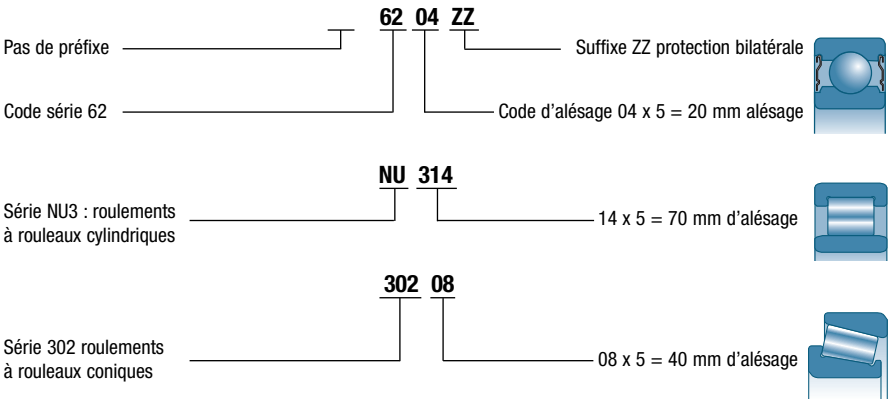 62 04 ZZ
Pas de préfixe
Suffixe ZZ protection bilatérale
Code série 62
Code d'alésage 04 x 5 = 20 mm alésage
NU 314
Série NU3 : roulements
à rouleaux cylindriques
14 x 5 = 70 mm d'alésage
302 08
Série 302 roulements
à rouleaux coniques
08 x 5 = 40 mm d'alésage